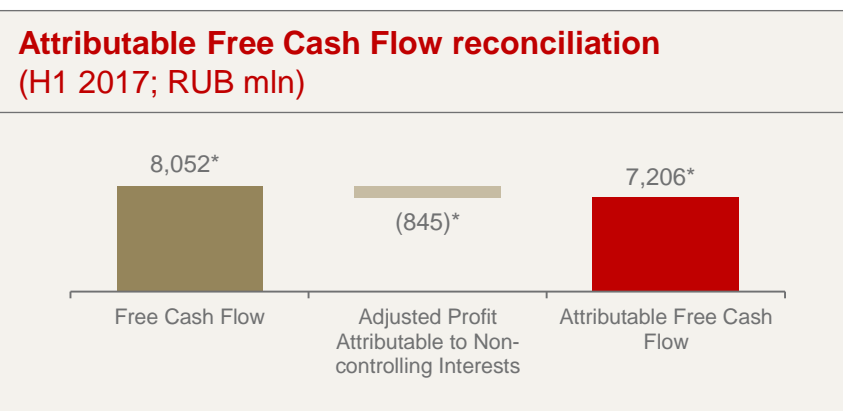 Attributable Free Cash Flow reconciliation
(H1 2017; RUB mln)
8,052*
(845)*
7,206*
Free Cash Flow
Adjusted Profit
Attributable to Non-
controlling Interests
Attributable Free Cash
Flow